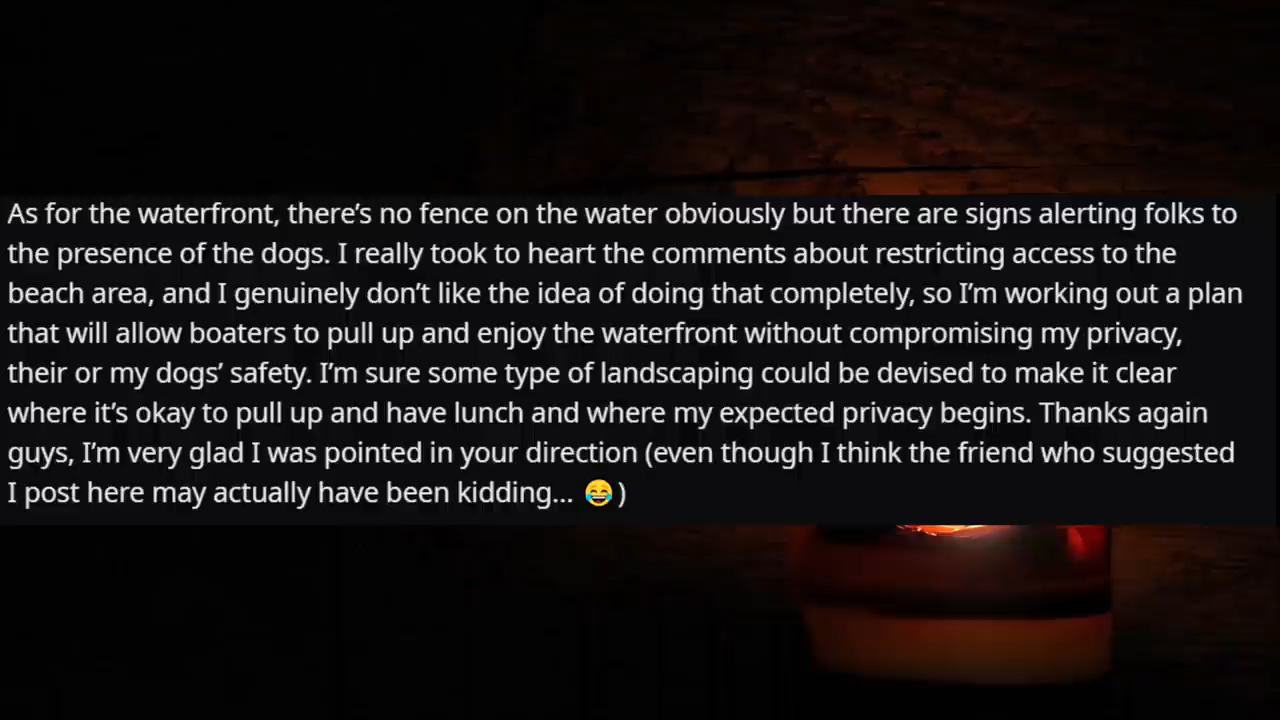 As for the waterfront, there’s no fence on the water obviously but there are signs alerting folks to
the presence of the dogs. I really took to heart the comments about restricting access to the
beach area, and I genuinely don’t like the idea of doing that completely, so I’m working out a plan
that will allow boaters to pull up and enjoy the waterfront without compromising my privacy,
their or my dogs’ safety. I’m sure some type of landscaping could be devised to make it clear
where it’s okay to pull up and have lunch and where my expected privacy begins. Thanks again
guys, I’m very glad I was pointed in your direction (even though I think the friend who suggested
I post here may actually have been kidding... 😂)